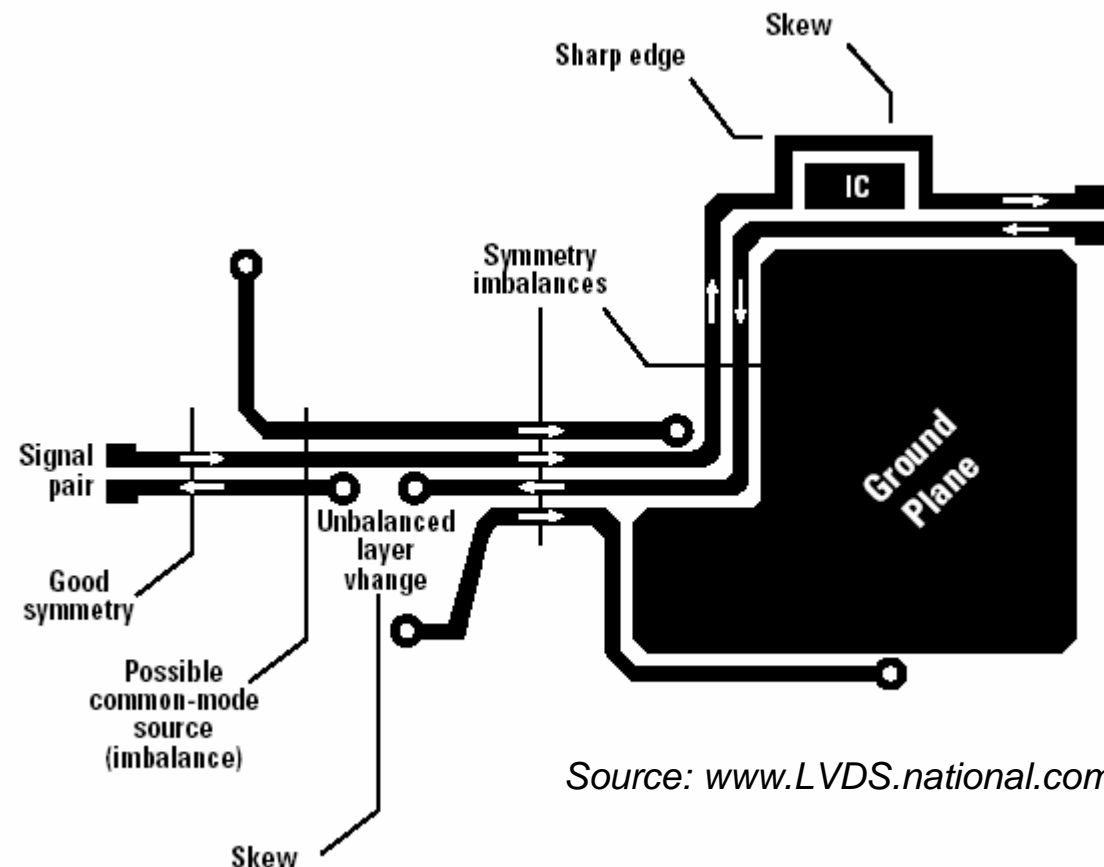 Skew
Sharp edge
IC
Symmetry
imbalances
Signal
pair
Ground
Plane
Unbalanced
layer
vhange
Good
symmetry
Possible
common-mode
source
(imbalance)
Source: www.LVDS.national.com
Skew